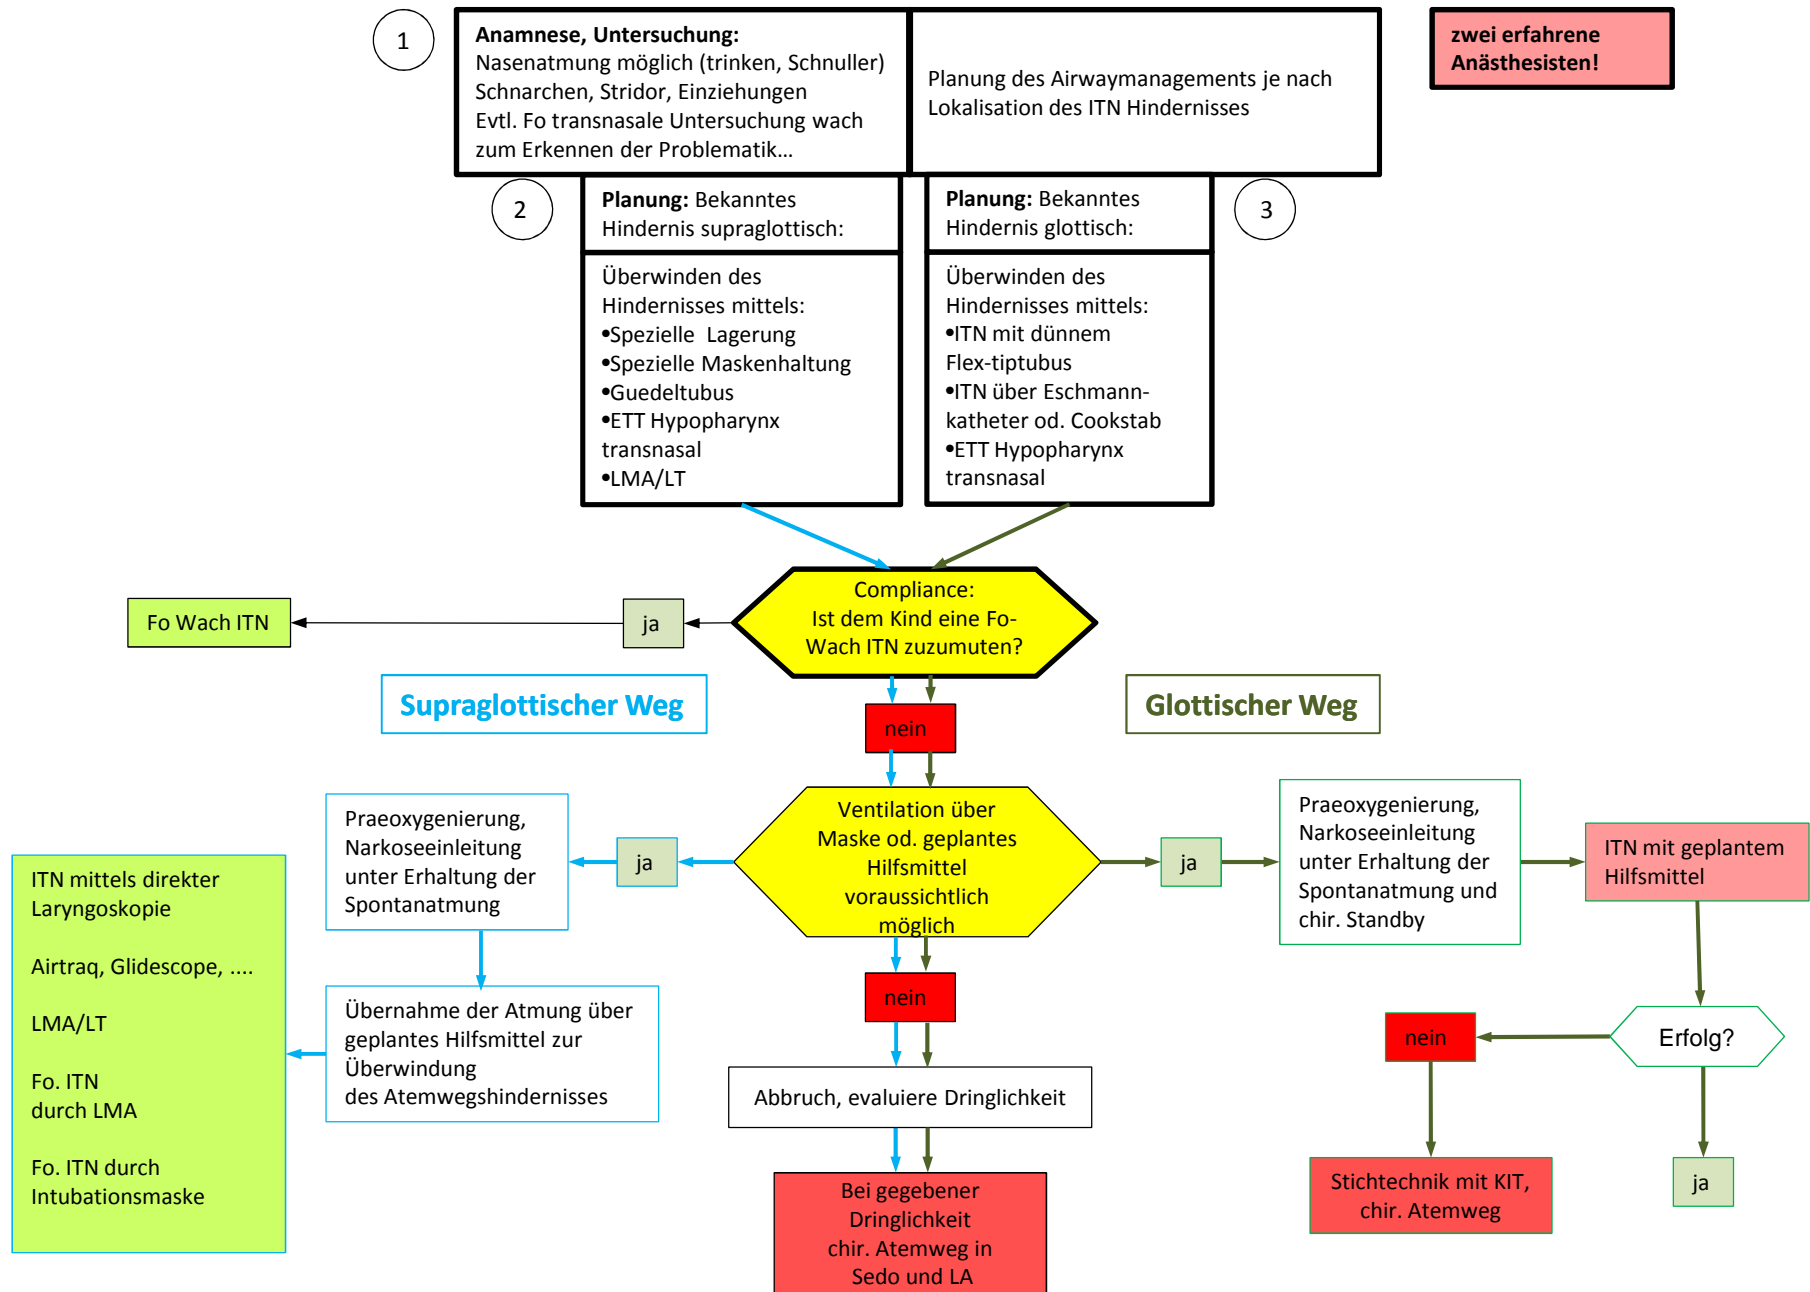 1
Anamnese, Untersuchung:
Nasenatmung möglich (trinken, Schnuller)
Schnarchen, Stridor, Einziehungen
Evtl. Fo transnasale Untersuchung wach
zum Erkennen der Problematik...
Planung des Airwaymanagements je nach
Lokalisation des ITN Hindernisses
zwei erfahrene
Anästhesisten!
2
Planung: Bekanntes
Hindernis supraglottisch:
Überwinden des
Hindernisses mittels:
•Spezielle Lagerung
•Spezielle Maskenhaltung
•Guedeltubus
•ETT Hypopharynx
transnasal
•LMA/LT
Planung: Bekanntes
Hindernis glottisch:
3
Überwinden des
Hindernisses mittels:
•ITN mit dünnem
Flex-tiptubus
•ITN über Eschmann-
katheter od. Cookstab
•ETT Hypopharynx
transnasal
Compliance:
Ist dem Kind eine Fo-
Wach ITN zuzumuten?
ja
Fo Wach ITN
Supraglottischer Weg
Glottischer Weg
nein
Ventilation über
Maske od. geplantes
Hilfsmittel
voraussichtlich
möglich
ja
Praeoxygenierung,
Narkoseeinleitung
unter Erhaltung der
Spontanatmung
Übernahme der Atmung über
geplantes Hilfsmittel zur
Überwindung
des Atemwegshindernisses
ITN mittels direkter
Laryngoskopie
Airtraq, Glidescope, ....
LMA/LT
Fo. ITN
durch LMA
Fo. ITN durch
Intubationsmaske
ja
Praeoxygenierung,
Narkoseeinleitung
unter Erhaltung der
Spontanatmung und
chir. Standby
ITN mit geplantem
Hilfsmittel
Erfolg?
nein
Stichtechnik mit KIT,
chir. Atemweg
ja
nein
Abbruch, evaluiere Dringlichkeit
Bei gegebener
Dringlichkeit
chir. Atemweg in
Sedo und LA